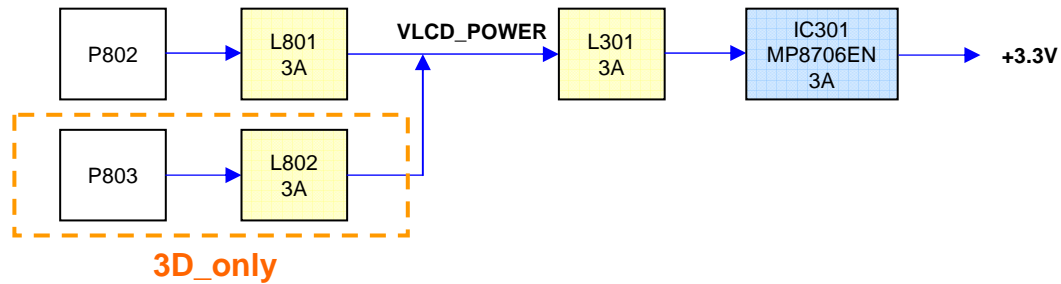 P802
L801
3A
VLCD_POWER
L301
3A
IC301
MP8706EN
3A
+3.3V
P803
L802
3A
3D_only